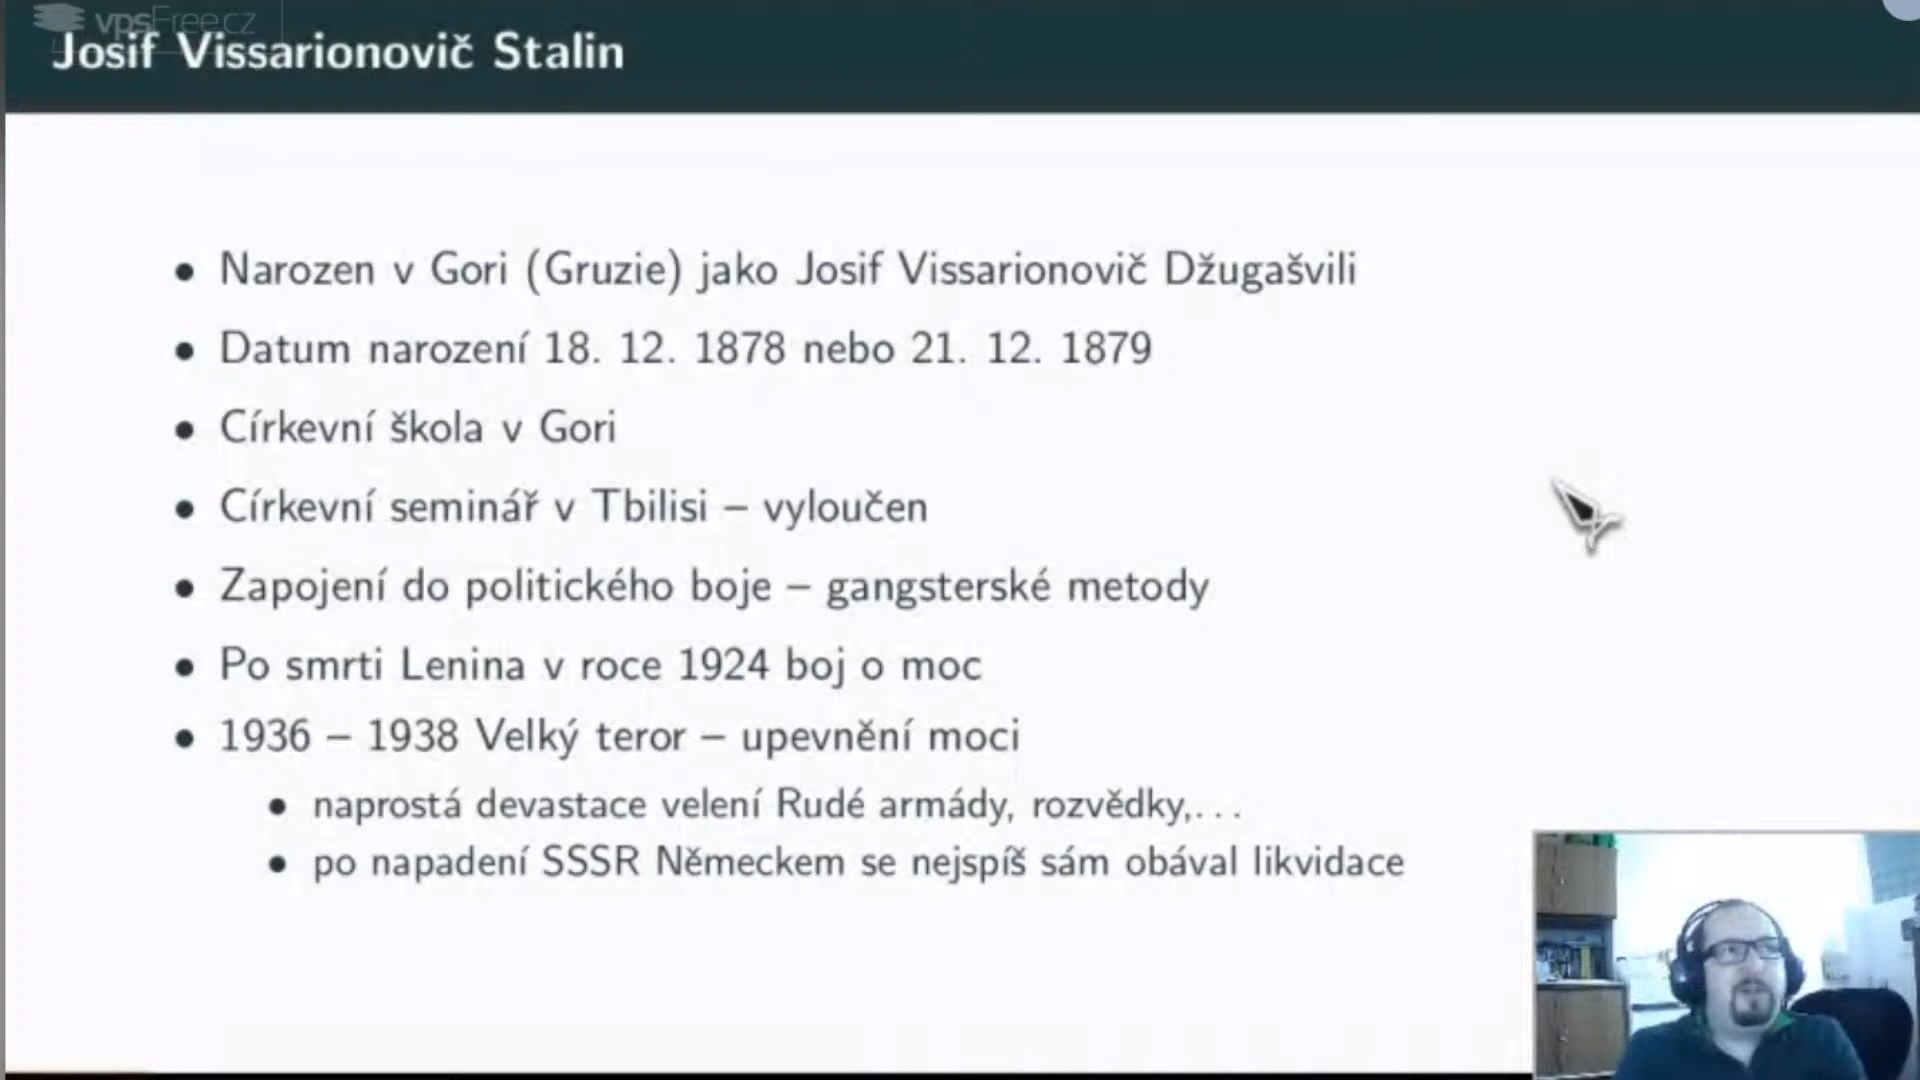 vpsFree.cz
Josif Vissarionovič Stalin
• Narozen v Gori (Gruzie) jako Josif Vissarionovič Džugašvili
• Datum narození 18. 12. 1878 nebo 21. 12. 1879
• Církevní škola v Gori
• Církevní seminář v Tbilisi – vyloučen
• Zapojení do politického boje – gangsterské metody
• Po smrti Lenina v roce 1924 boj o moc
• 1936 – 1938 Velký teror – upevnění moci
• naprostá devastace velení Rudé armády, rozvědky,...
• po napadení SSSR Německem se nejspíš sám obával likvidace